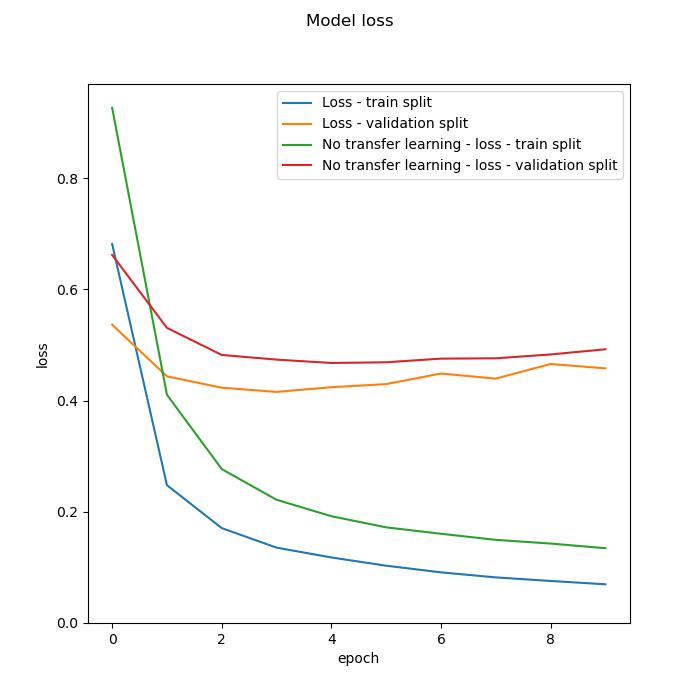 Model loss
Loss - train split
Loss - validation split
No transfer learning - loss - train split
No transfer learning - loss - validation split
0.8
0.6
0.4
0.2
0.0
loss
0 2 4 6 8
epoch